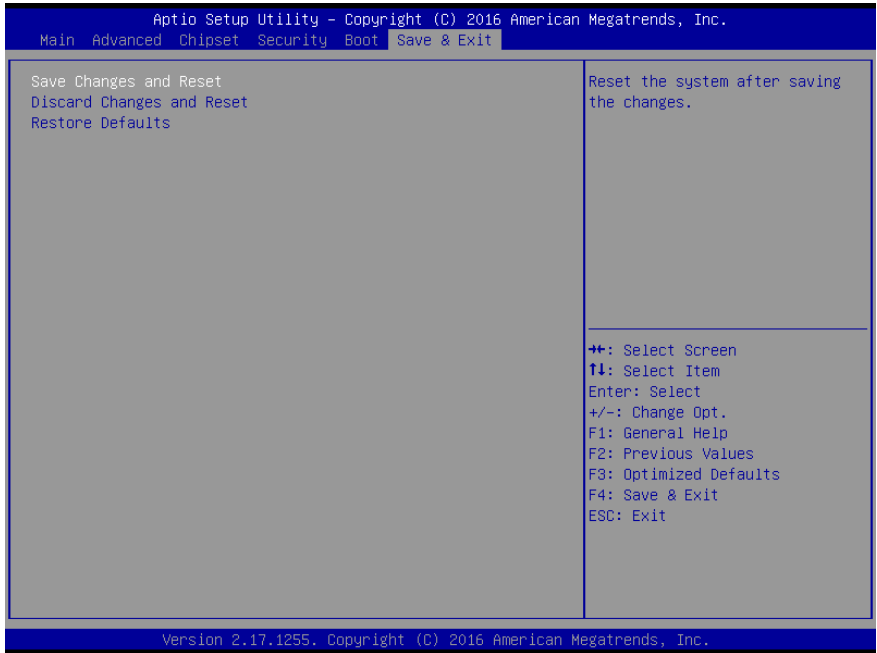 Aptio Setup Utility – Copyright (C) 2016 American Megatrends, Inc.
Main Advanced Chipset Security Boot Save & Exit
Save Changes and Reset
Discard Changes and Reset
Restore Defaults
Reset the system after saving
the changes.
→←: Select Screen
↑↓: Select Item
Enter: Select
+/-: Change Opt.
F1: General Help
F2: Previous Values
F3: Optimized Defaults
F4: Save & Exit
ESC: Exit
Version 2.17.1255. Copyright (C) 2016 American Megatrends, Inc.